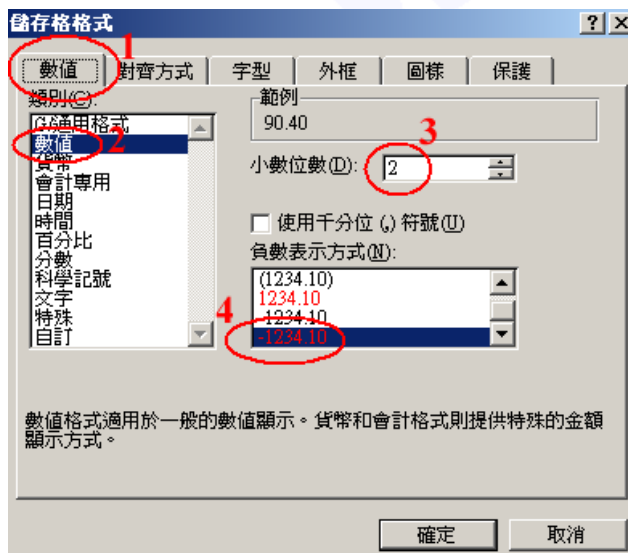 儲存格格式
1
數值 對齊方式 字型 外框 圖樣 保護
類別(C):
G/通用格式
數值
2
貨幣
會計專用
日期
時間
百分比
分數
科學記號
文字
特殊
自訂
範例
90.40
3
小數位數(D): 2
使用千分位 (,) 符號(U)
負數表示方式(N):
(1234.10)
1234.10
-1234.10
4
-1234.10
數值格式適用於一般的數值顯示。貨幣和會計格式則提供特殊的金額
顯示方式。
確定 取消